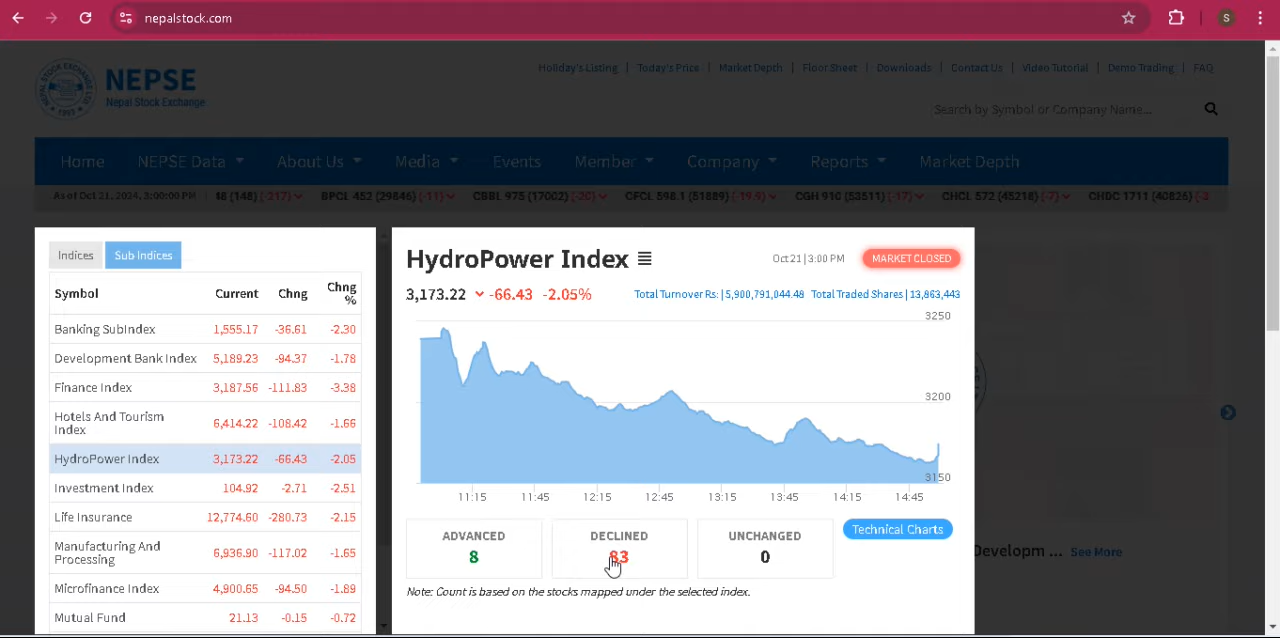 nepalstock.com
S
NEPSE
Nepal Stock Exchange
Holiday's Listing | Today's Price | Market Depth | Floor Sheet | Downloads | Contact Us | Video Tutorial | Demo Trading | FAQ
Search by Symbol or Company Name...
Home NEPSE Data About Us Media Events Member Company Reports Market Depth
As of Oct 21, 2024, 3:00:00 PM (148) (-217) BPCL 452 (29846) (-11) CBBL 975 (17002) (-20) CFCL 598.1 (51889) (-19.9) CGH 910 (53511) (-17) CHCL 572 (45218) (-7) CHDC 1711 (40826)
Indices Sub Indices
Symbol Current Chng Chng %
Banking SubIndex 1,555.17 -36.61 -2.30
Development Bank Index 5,189.23 -94.37 -1.78
Finance Index 3,187.56 -111.83 -3.38
Hotels And Tourism
Index 6,414.22 -108.42 -1.66
HydroPower Index 3,173.22 -66.43 -2.05
Investment Index 104.92 -2.71 -2.51
Life Insurance 12,774.60 -280.73 -2.15
Manufacturing And
Processing 6,936.90 -117.02 -1.65
Microfinance Index 4,900.65 -94.50 -1.89
Mutual Fund 21.13 -0.15 -0.72
HydroPower Index Oct 21 | 3:00 PM MARKET CLOSED
3,173.22 -66.43 -2.05% Total Turnover Rs: | 5,900,791,044.48 Total Traded Shares | 13,863,443
3250
3200
3150
11:15 11:45 12:15 12:45 13:15 13:45 14:15 14:45
ADVANCED DECLINED UNCHANGED Technical Charts
8 83 0
Note: Count is based on the stocks mapped under the selected index.
Developm ... See More